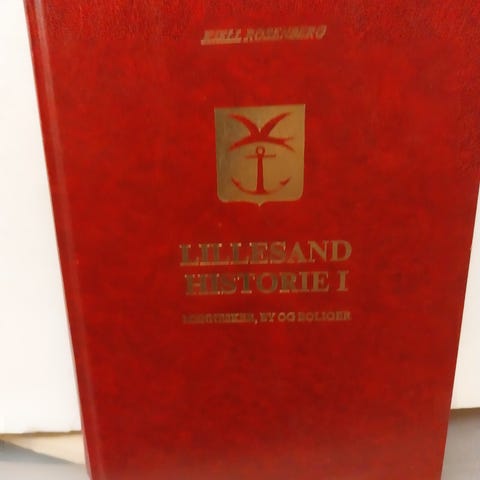 KJELL ROSENBERG
LILLESAND
HISTORIE I
MENNESKER, BY OG BOLIGER